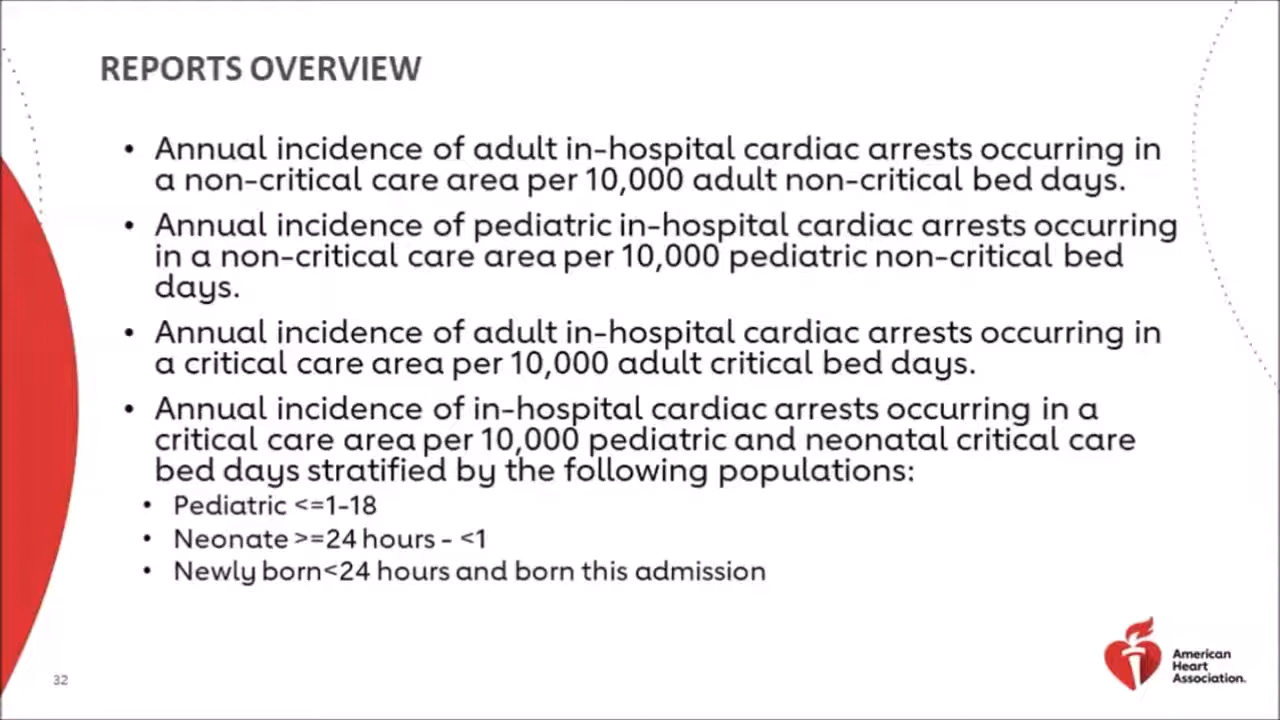 REPORTS OVERVIEW
• Annual incidence of adult in-hospital cardiac arrests occurring in
a non-critical care area per 10,000 adult non-critical bed days.
• Annual incidence of pediatric in-hospital cardiac arrests occurring
in a non-critical care area per 10,000 pediatric non-critical bed
days.
• Annual incidence of adult in-hospital cardiac arrests occurring in
a critical care area per 10,000 adult critical bed days.
• Annual incidence of in-hospital cardiac arrests occurring in a
critical care area per 10,000 pediatric and neonatal critical care
bed days stratified by the following populations:
• Pediatric <=1-18
• Neonate >=24 hours - <1
• Newly born<24 hours and born this admission
32
American
Heart
Association.